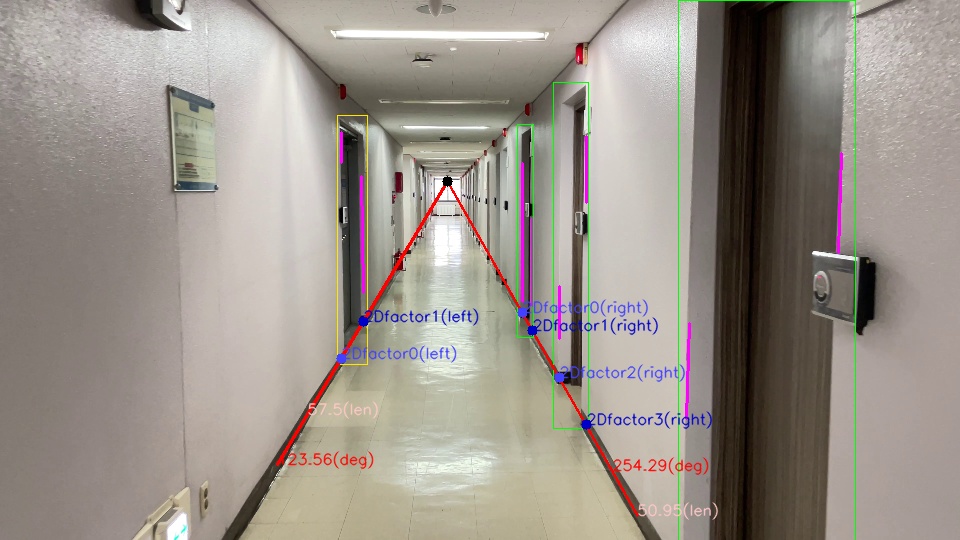 2Dfactor0(right)
2Dfactor1(left)
2Dfactor1(right)
2Dfactor0(left)
2Dfactor2(right)
57.5(len)
2Dfactor3(right)
23.56(deg)
254.29(deg)
50.95(len)